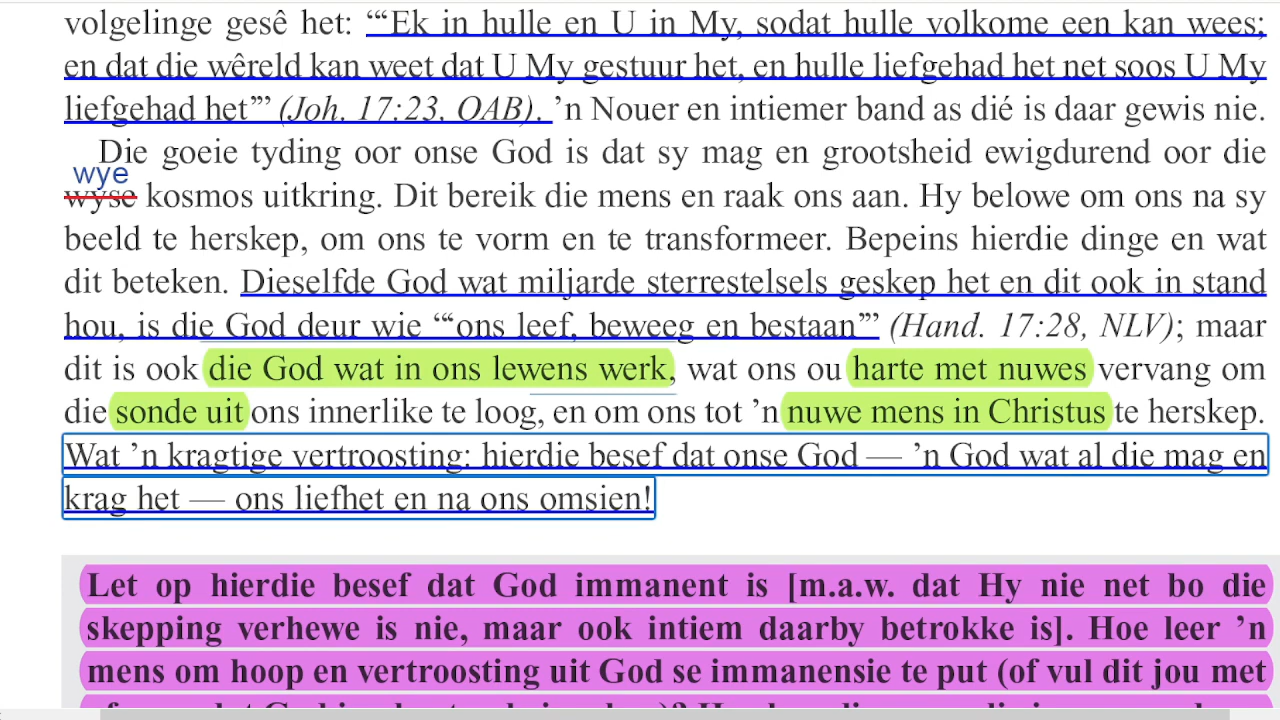 volgelinge gesê het: “‘Ek in hulle en U in My, sodat hulle volkome een kan wees;
en dat die wêreld kan weet dat U My gestuur het, en hulle liefgehad het net soos U My
liefgehad het’” (Joh. 17:23, OAB). ’n Nouer en intiemer band as dié is daar gewis nie.
Die goeie tyding oor onse God is dat sy mag en grootsheid ewigdurend oor die
wye
wyse kosmos uitkring. Dit bereik die mens en raak ons aan. Hy belowe om ons na sy
beeld te herskep, om ons te vorm en te transformeer. Bepeins hierdie dinge en wat
dit beteken. Dieselfde God wat miljarde sterrestelsels geskep het en dit ook in stand
hou, is die God deur wie “‘ons leef, beweeg en bestaan’” (Hand. 17:28, NLV); maar
dit is ook die God wat in ons lewens werk, wat ons ou harte met nuwes vervang om
die sonde uit ons innerlike te loog, en om ons tot ’n nuwe mens in Christus te herskep.
Wat ’n kragtige vertroosting: hierdie besef dat onse God — ’n God wat al die mag en
krag het — ons liefhet en na ons omsien!
Let op hierdie besef dat God immanent is [m.a.w. dat Hy nie net bo die
skepping verhewe is nie, maar ook intiem daarby betrokke is]. Hoe leer ’n
mens om hoop en vertroosting uit God se immanensie te put (of vul dit jou met